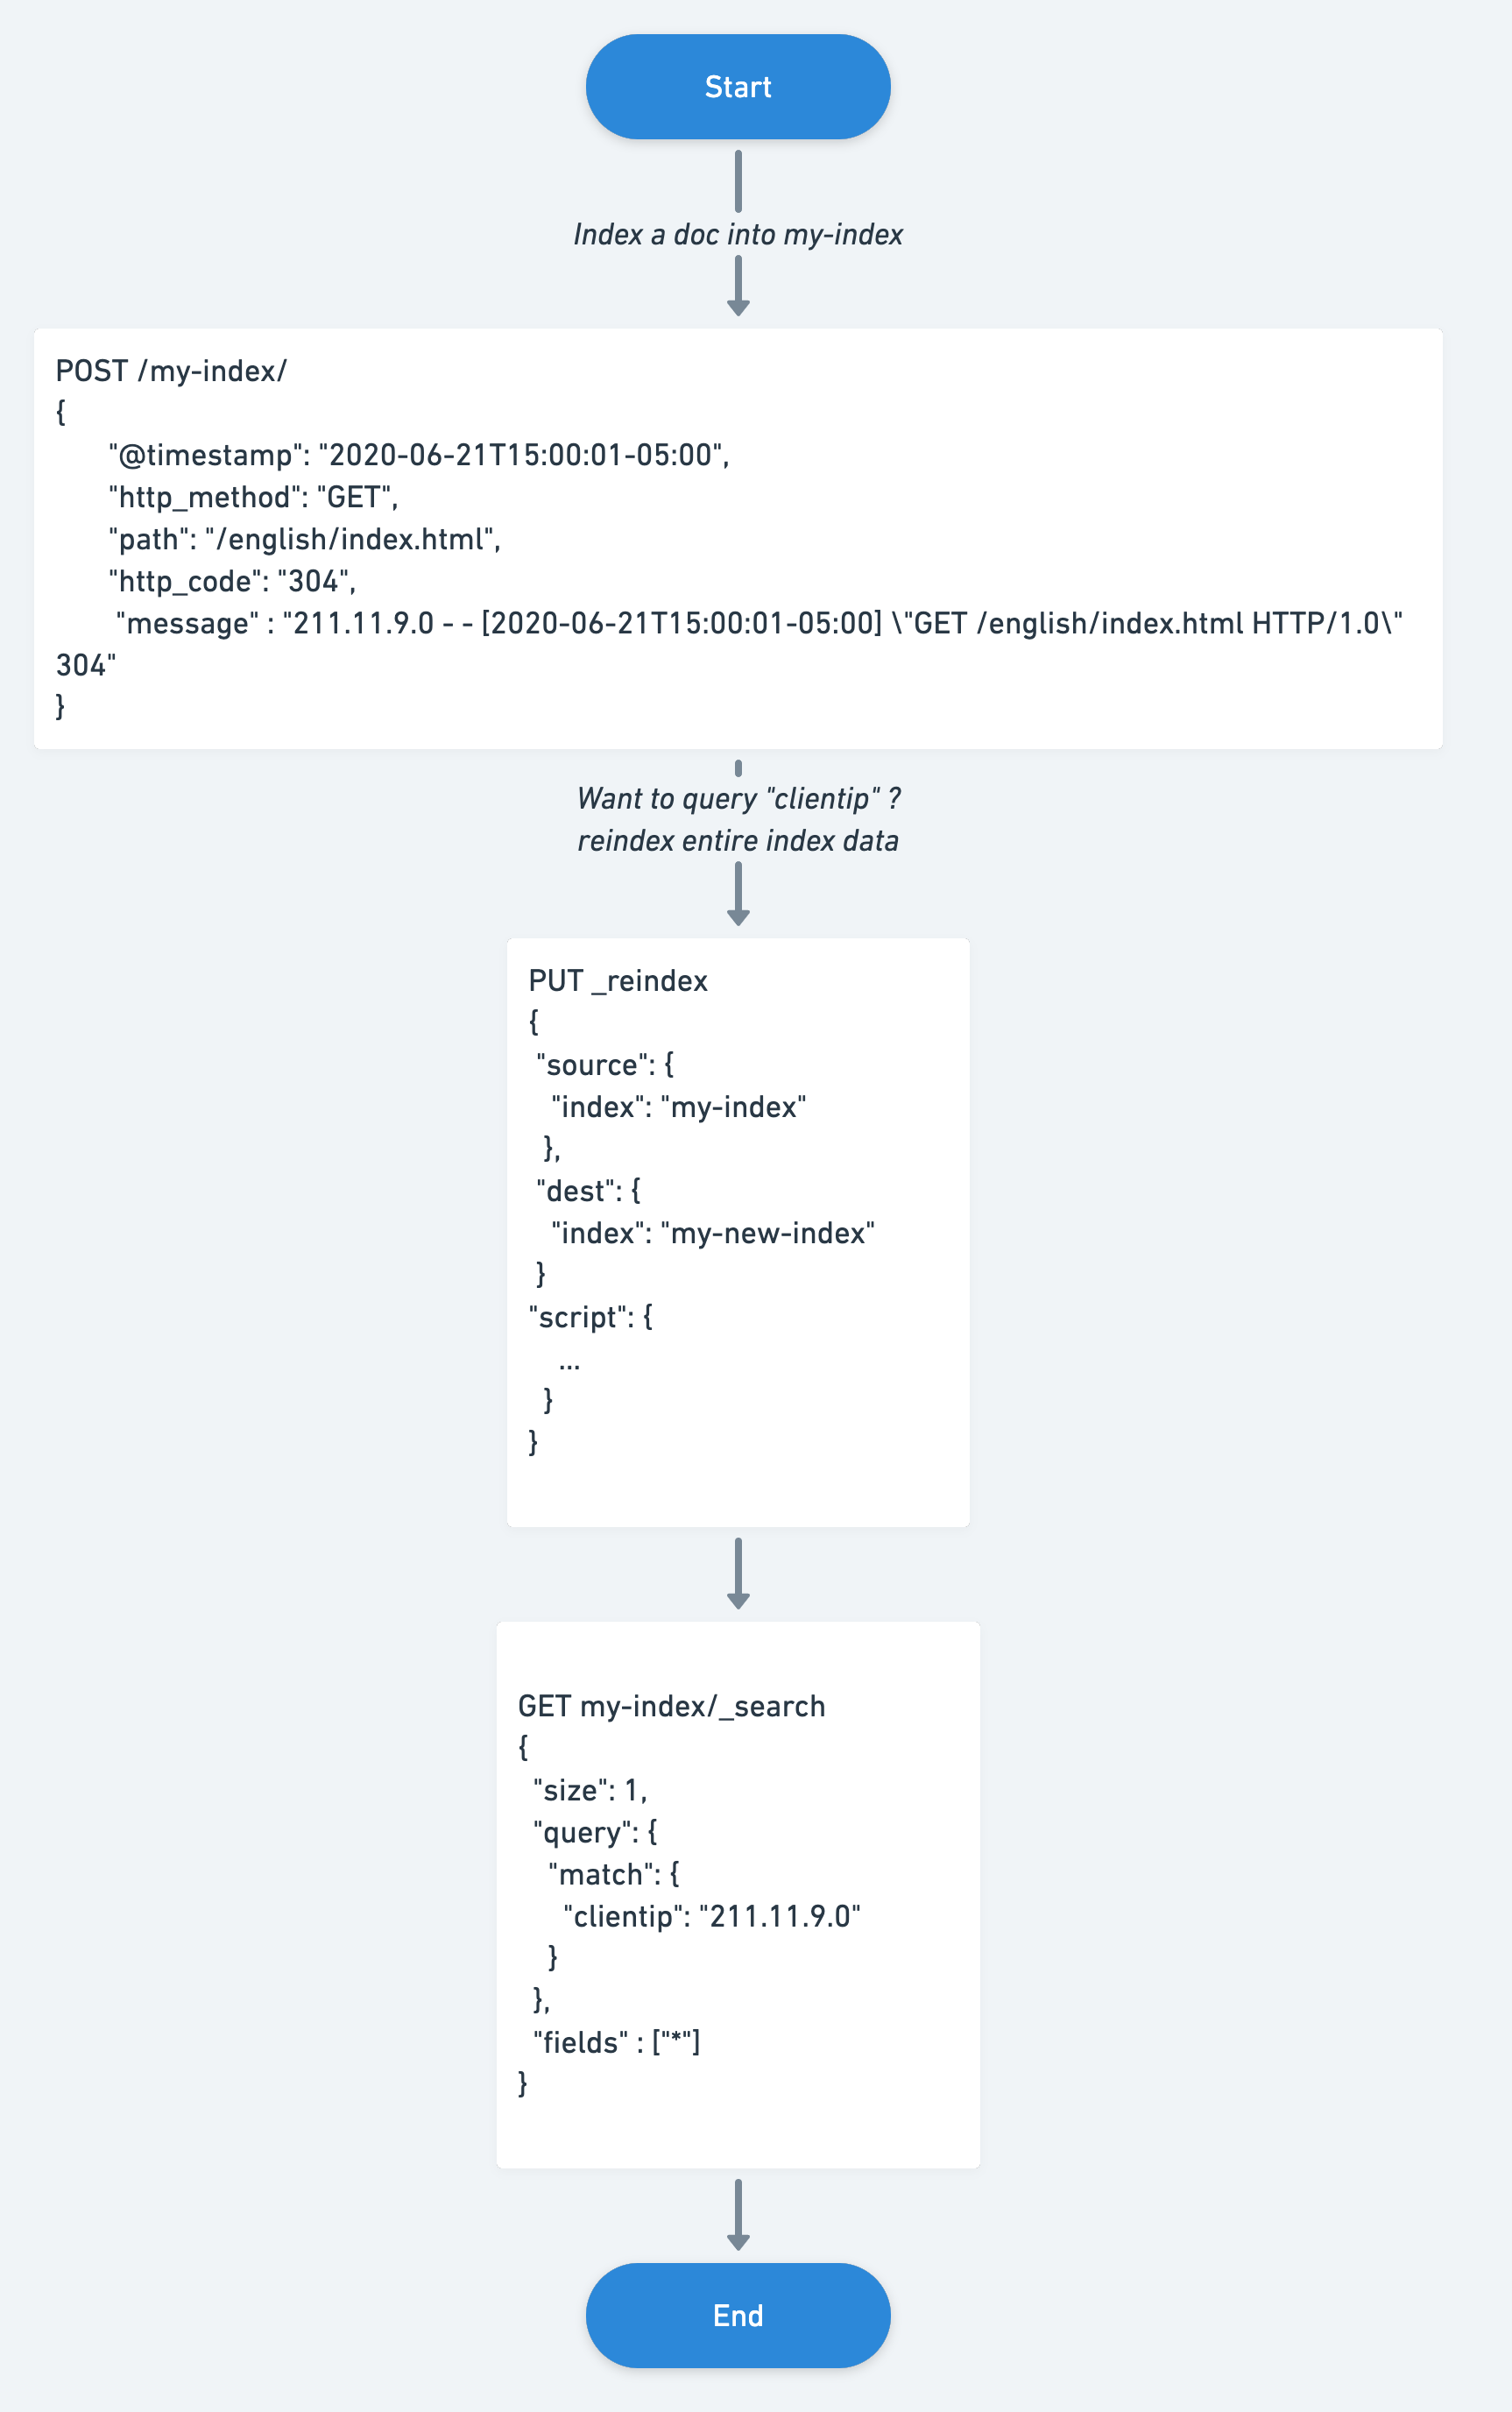 Start
Index a doc into my-index
POST /my-index/
{
"@timestamp": "2020-06-21T15:00:01-05:00",
"http_method": "GET",
"path": "/english/index.html",
"http_code": "304",
"message" : "211.11.9.0 - - [2020-06-21T15:00:01-05:00] \"GET /english/index.html HTTP/1.0\"
304"
}
Want to query "clientip" ?
reindex entire index data
PUT _reindex
{
"source": {
"index": "my-index"
},
"dest": {
"index": "my-new-index"
}
"script": {
...
}
}
GET my-index/_search
{
"size": 1,
"query": {
"match": {
"clientip": "211.11.9.0"
}
},
"fields" : ["*"]
}
End